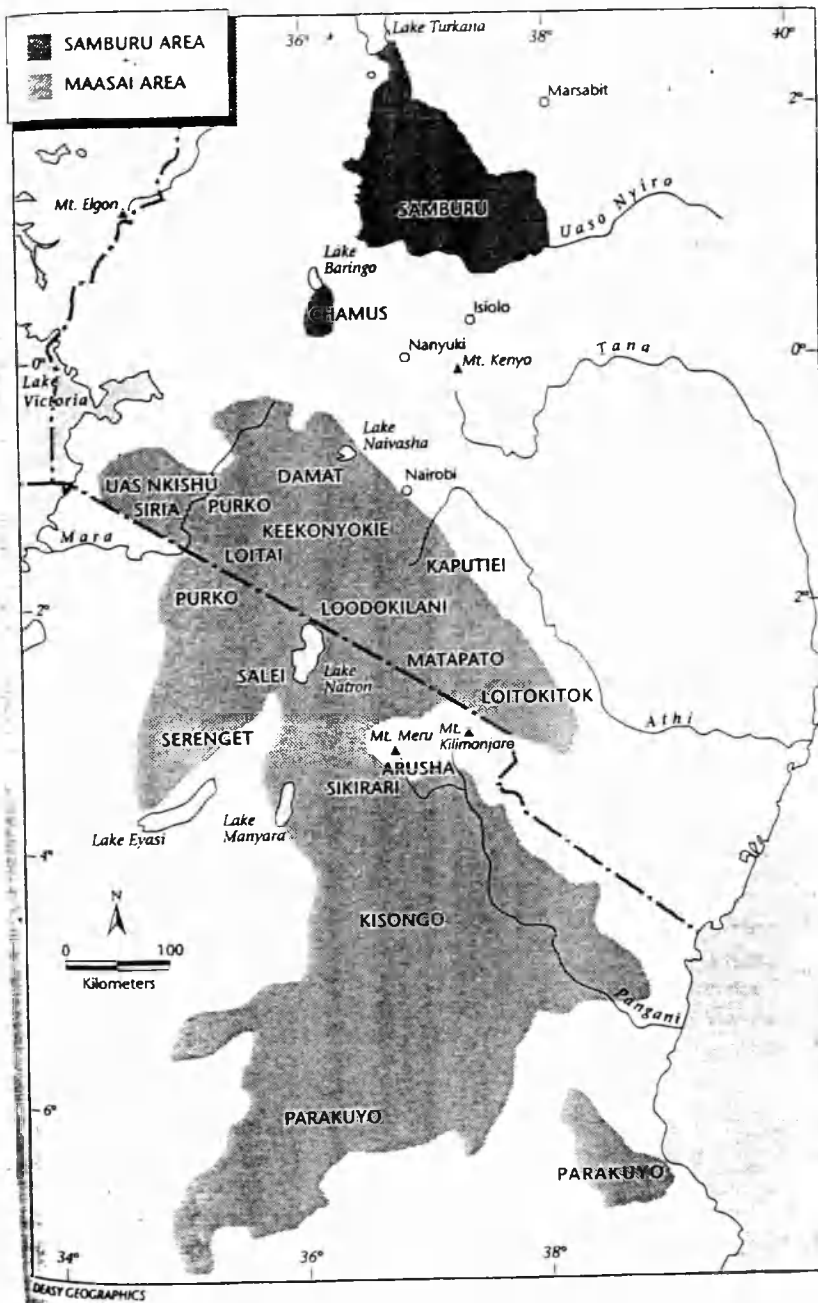 SAMBURU AREA
MAASAI AREA
36°
Lake Turkana
38°
40°
2°
Marsabit
Mt. Elgon
SAMBURU
Uaso Nyiro
Lake
Baringo
CHAMUS
Isiolo
Nanyuki
Mt. Kenya
Tana
0°
0°
Lake
Victoria
Lake
Naivasha
DAMAT
Nairobi
UAS NKISHU
SIRIA
PURKO
KEEKONYOKIE
Mara
LOITAI
KAPUTIEI
PURKO
2°
LOODOKILANI
2°
MATAPATO
SALEI
Lake
Natron
LOITOKITOK
Athi
SERENGET
Mt. Meru
Mt.
Kilimanjaro
ARUSHA
SIKIRARI
Lake Eyasi
Lake
Manyara
4°
N
0 100
Kilometers
KISONGO
Pangani
6°
PARAKUYO
PARAKUYO
34°
36°
38°
DEASY GEOGRAPHICS